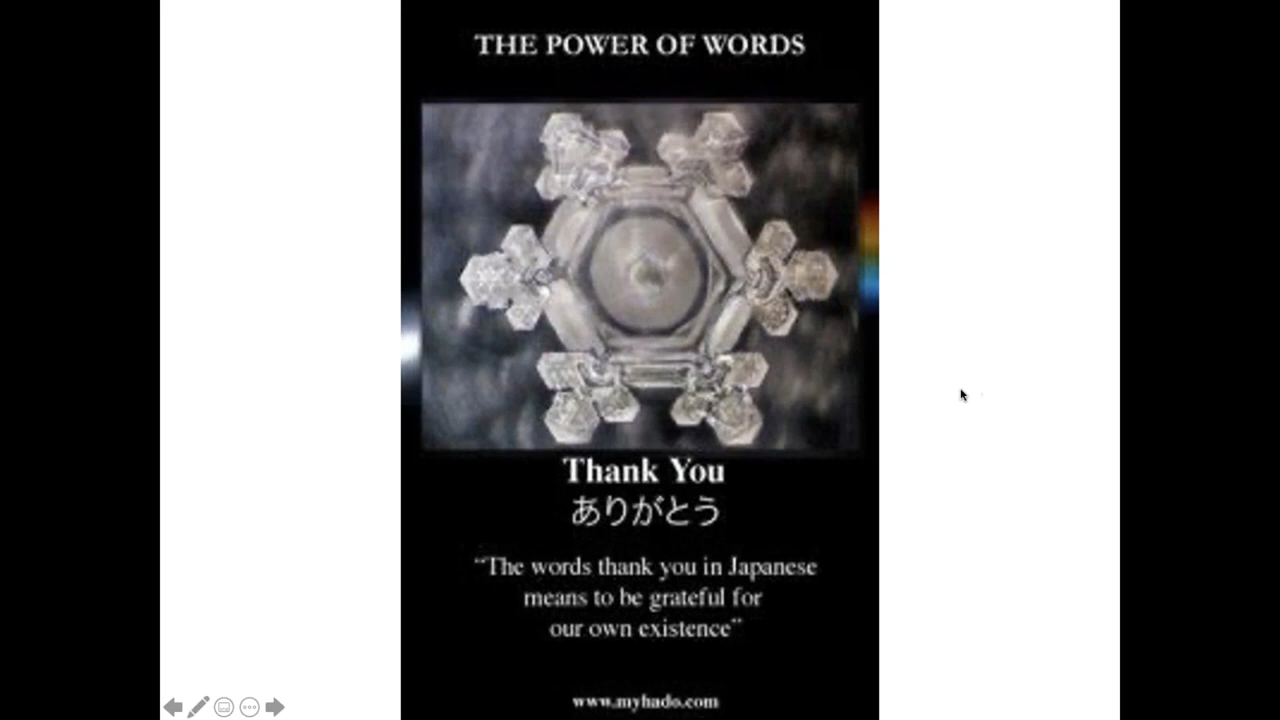 THE POWER OF WORDS
Thank You
ありがとう
“The words thank you in Japanese
means to be grateful for
our own existence”
www.myhado.com